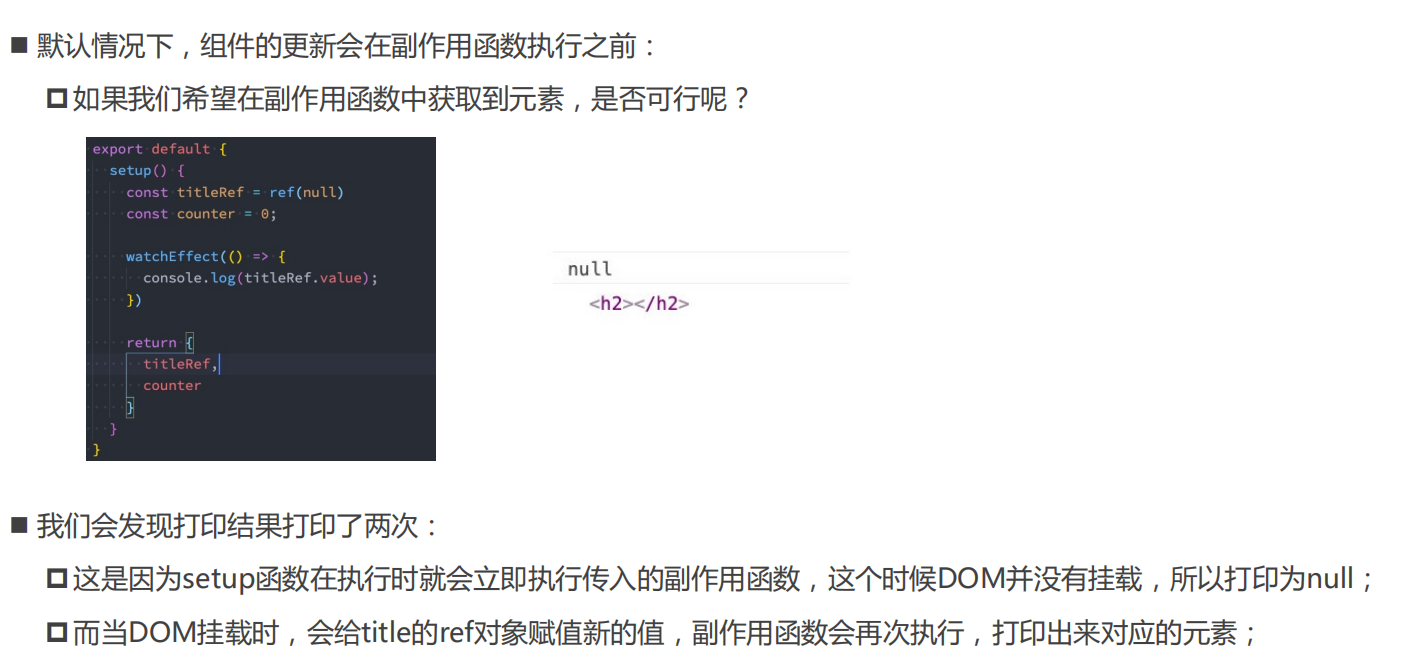 ■ 默认情况下，组件的更新会在副作用函数执行之前：
如果我们希望在副作用函数中获取到元素，是否可行呢？
export default {
  setup() {
    const titleRef = ref(null)
    const counter = 0;
    watchEffect(() => {
      console.log(titleRef.value);
    })
    return {
      titleRef,
      counter
    }
  }
}
null
<h2></h2>
■ 我们会发现打印结果打印了两次：
这是因为setup函数在执行时就会立即执行传入的副作用函数，这个时候DOM并没有挂载，所以打印为null；
而当DOM挂载时，会给title的ref对象赋值新的值，副作用函数会再次执行，打印出来对应的元素；